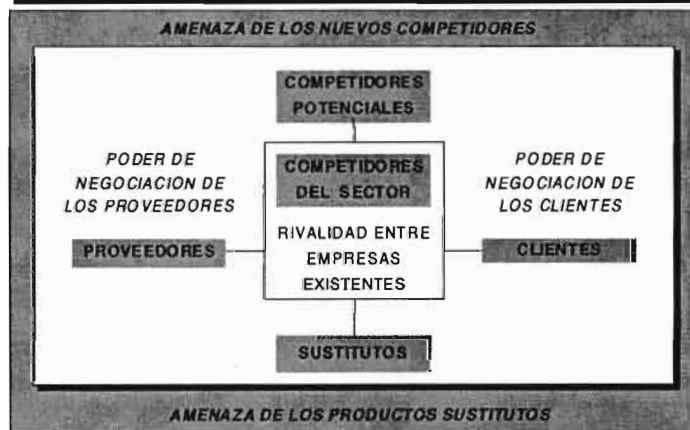 AMENAZA DE LOS NUEVOS COMPETIDORES
COMPETIDORES
POTENCIALES
PODER DE
NEGOCIACION DE
LOS PROVEEDORES
PROVEEDORES
COMPETIDORES
DEL SECTOR
RIVALIDAD ENTRE
EMPRESAS
EXISTENTES
PODER DE
NEGOCIACION DE
LOS CLIENTES
CLIENTES
SUSTITUTOS
AMENAZA DE LOS PRODUCTOS SUSTITUTOS